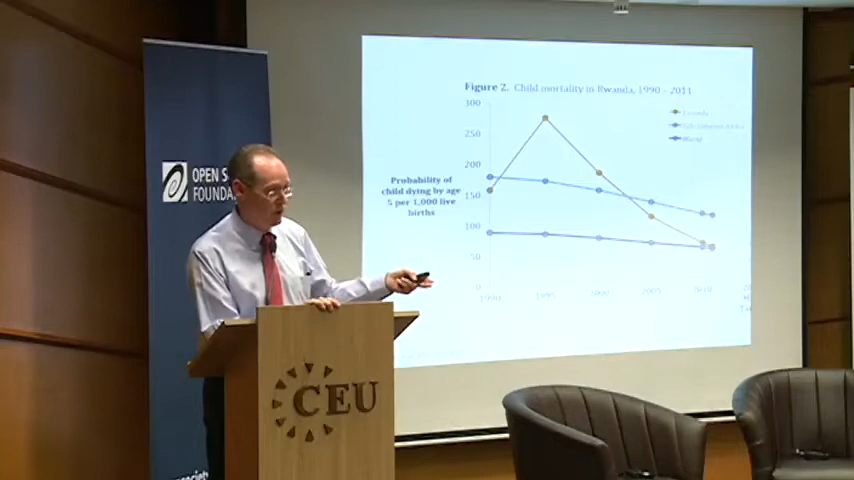 Figure 2. Child mortality in Rwanda, 1990 - 2011
300
250
200
150
100
50
0
1990
1995
2000
2005
2010
Probability of
child dying by age
5 per 1,000 live
births
Rwanda
Sub-Saharan Africa
World
OPEN S
FOUNDA
CEU